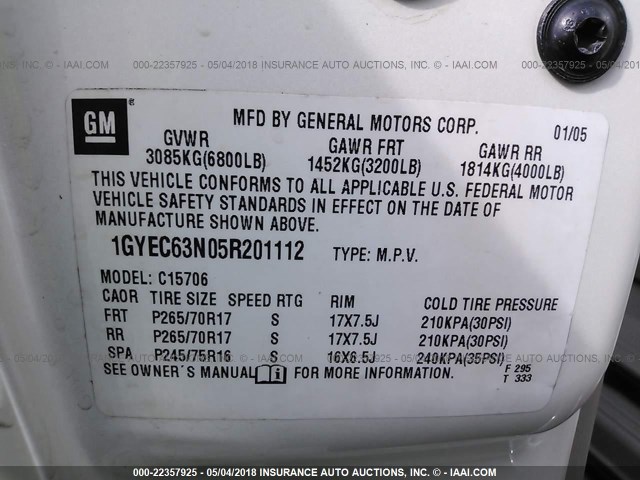 000-22357925 - 05/04/2018 INSURANCE AUTO AUCTIONS, INC. - IAAI.COM
GM ®
MFD BY GENERAL MOTORS CORP. 01/05
GVWR GAWR FRT GAWR RR
3085KG(6800LB) 1452KG(3200LB) 1814KG(4000LB)
THIS VEHICLE CONFORMS TO ALL APPLICABLE U.S. FEDERAL MOTOR
VEHICLE SAFETY STANDARDS IN EFFECT ON THE DATE OF
MANUFACTURE SHOWN ABOVE.
1GYEC63N05R201112 TYPE: M.P.V.
MODEL: C15706
CAOR TIRE SIZE SPEED RTG RIM COLD TIRE PRESSURE
FRT P265/70R17 S 17X7.5J 210KPA(30PSI)
RR P265/70R17 S 17X7.5J 210KPA(30PSI)
SPA P245/75R16 S 16X6.5J 240KPA(35PSI)
SEE OWNER'S MANUAL FOR MORE INFORMATION. F 295
T 333
000-22357925 - 05/04/2018 INSURANCE AUTO AUCTIONS, INC. - IAAI.COM